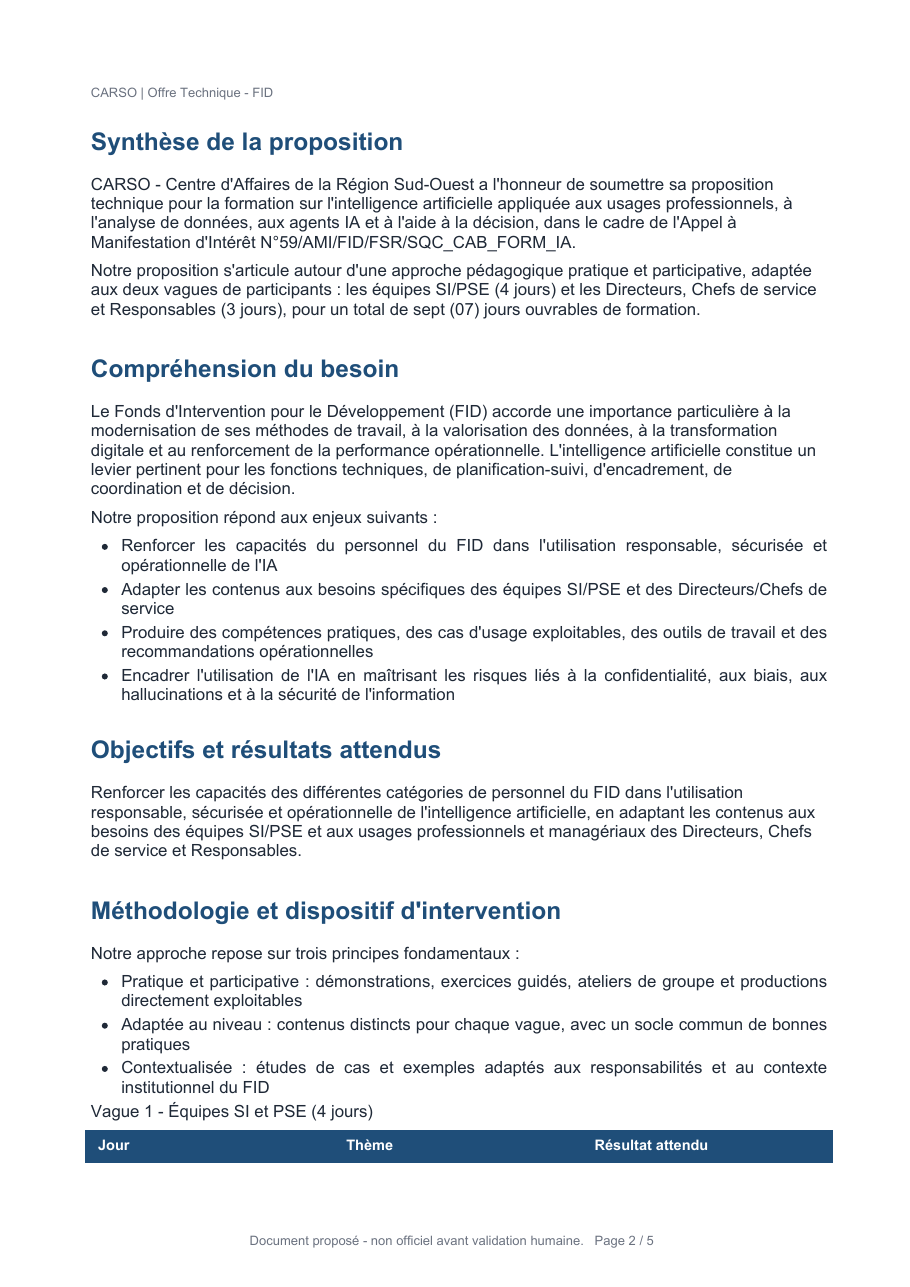 CARSO | Offre Technique - FID
Synthèse de la proposition
CARSO - Centre d'Affaires de la Région Sud-Ouest a l'honneur de soumettre sa proposition
technique pour la formation sur l'intelligence artificielle appliquée aux usages professionnels, à
l'analyse de données, aux agents IA et à l'aide à la décision, dans le cadre de l'Appel à
Manifestation d'Intérêt N°59/AMI/FID/FSR/SQC_CAB_FORM_IA.
Notre proposition s'articule autour d'une approche pédagogique pratique et participative, adaptée
aux deux vagues de participants : les équipes SI/PSE (4 jours) et les Directeurs, Chefs de service
et Responsables (3 jours), pour un total de sept (07) jours ouvrables de formation.
Compréhension du besoin
Le Fonds d'Intervention pour le Développement (FID) accorde une importance particulière à la
modernisation de ses méthodes de travail, à la valorisation des données, à la transformation
digitale et au renforcement de la performance opérationnelle. L'intelligence artificielle constitue un
levier pertinent pour les fonctions techniques, de planification-suivi, d'encadrement, de
coordination et de décision.
Notre proposition répond aux enjeux suivants :
• Renforcer les capacités du personnel du FID dans l'utilisation responsable, sécurisée et
opérationnelle de l'IA
• Adapter les contenus aux besoins spécifiques des équipes SI/PSE et des Directeurs/Chefs de
service
• Produire des compétences pratiques, des cas d'usage exploitables, des outils de travail et des
recommandations opérationnelles
• Encadrer l'utilisation de l'IA en maîtrisant les risques liés à la confidentialité, aux biais, aux
hallucinations et à la sécurité de l'information
Objectifs et résultats attendus
Renforcer les capacités des différentes catégories de personnel du FID dans l'utilisation
responsable, sécurisée et opérationnelle de l'intelligence artificielle, en adaptant les contenus aux
besoins des équipes SI/PSE et aux usages professionnels et managériaux des Directeurs, Chefs
de service et Responsables.
Méthodologie et dispositif d'intervention
Notre approche repose sur trois principes fondamentaux :
• Pratique et participative : démonstrations, exercices guidés, ateliers de groupe et productions
directement exploitables
• Adaptée au niveau : contenus distincts pour chaque vague, avec un socle commun de bonnes
pratiques
• Contextualisée : études de cas et exemples adaptés aux responsabilités et au contexte
institutionnel du FID
Vague 1 - Équipes SI et PSE (4 jours)
Jour Thème Résultat attendu
Document proposé - non officiel avant validation humaine. Page 2 / 5